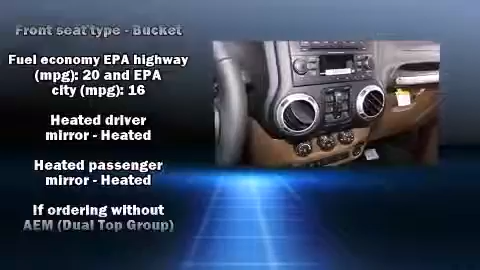 Front seat type - Bucket
Fuel economy EPA highway
(mpg): 20 and EPA
city (mpg): 16
Heated driver
mirror - Heated
Heated passenger
mirror - Heated
If ordering without
AEM (Dual Top Group)